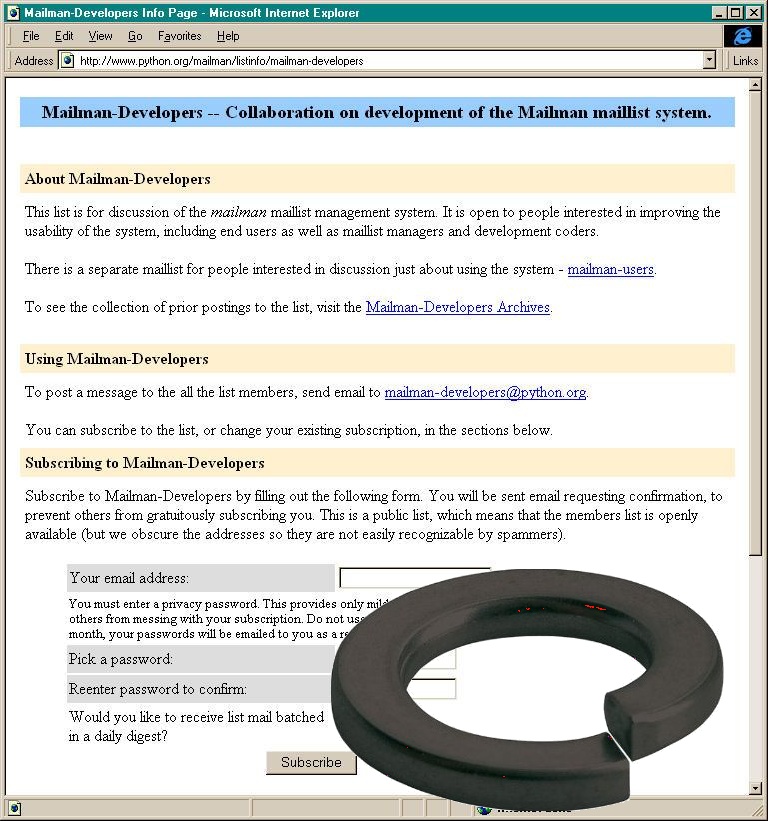 Mailman-Developers Info Page - Microsoft Internet Explorer
File Edit View Go Favorites Help
Address http://www.python.org/mailman/listinfo/mailman-developers Links
Mailman-Developers -- Collaboration on development of the Mailman maillist system.
About Mailman-Developers
This list is for discussion of the mailman maillist management system. It is open to people interested in improving the
usability of the system, including end users as well as maillist managers and development coders.
There is a separate maillist for people interested in discussion just about using the system - mailman-users.
To see the collection of prior postings to the list, visit the Mailman-Developers Archives.
Using Mailman-Developers
To post a message to the all the list members, send email to mailman-developers@python.org.
You can subscribe to the list, or change your existing subscription, in the sections below.
Subscribing to Mailman-Developers
Subscribe to Mailman-Developers by filling out the following form. You will be sent email requesting confirmation, to
prevent others from gratuitously subscribing you. This is a public list, which means that the members list is openly
available (but we obscure the addresses so they are not easily recognizable by spammers).
Your email address:
You must enter a privacy password. This provides only
others from messing with your subscription. Do not
month, your passwords will be emailed to you as a
Pick a password:
Reenter password to confirm:
Would you like to receive list mail batched
in a daily digest?
Subscribe